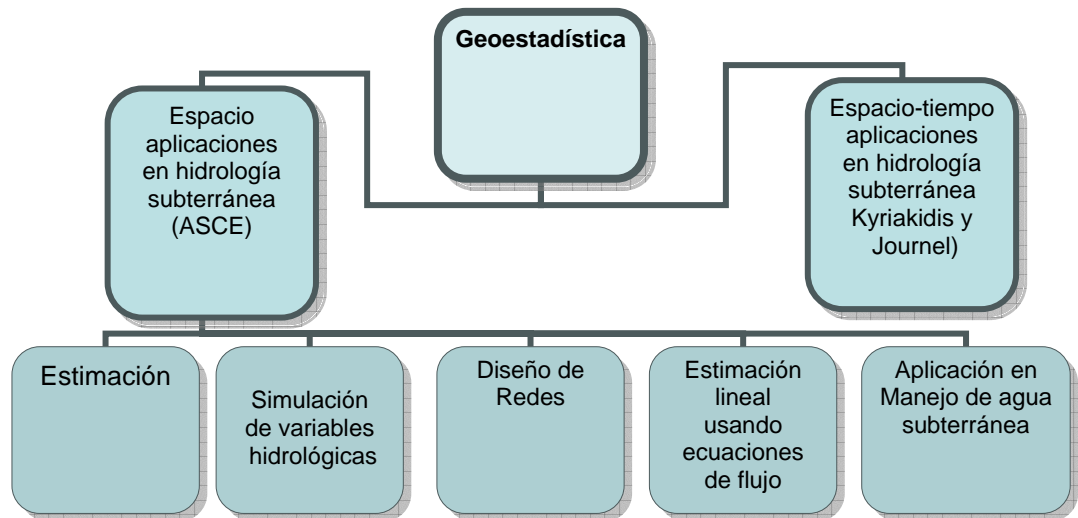 Geoestadística
Espacio
aplicaciones
en hidrología
subterránea
(ASCE)
Espacio-tiempo
aplicaciones
en hidrología
subterránea
Kyriakidis y
Journel)
Estimación
Simulación
de variables
hidrológicas
Diseño de
Redes
Estimación
lineal
usando
ecuaciones
de flujo
Aplicación en
Manejo de agua
subterránea